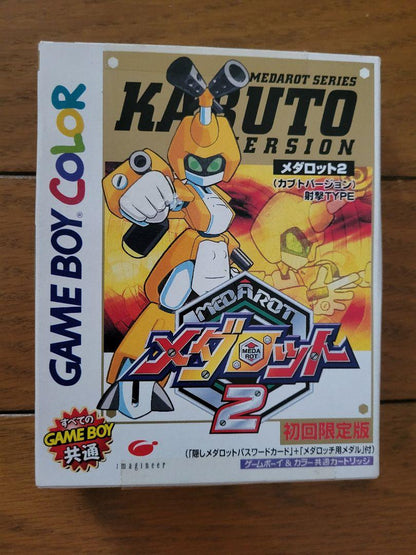 GAME BOY COLOR
MEDAROT SERIES
KABUTO
VERSION
メダロット2
(カブトバージョン)
射撃TYPE
MEDAROT
メダロット
MEDA
ROT
2
初回限定版
すべての
GAME BOY
共通
imagineer
(「隠しメダロットパスワードカード」+「メダロッチ用メダル」付)
ゲームボーイ&カラー共通カートリッジ